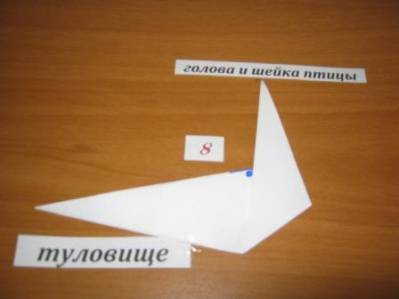 голова и шейка птицы
8
туловище